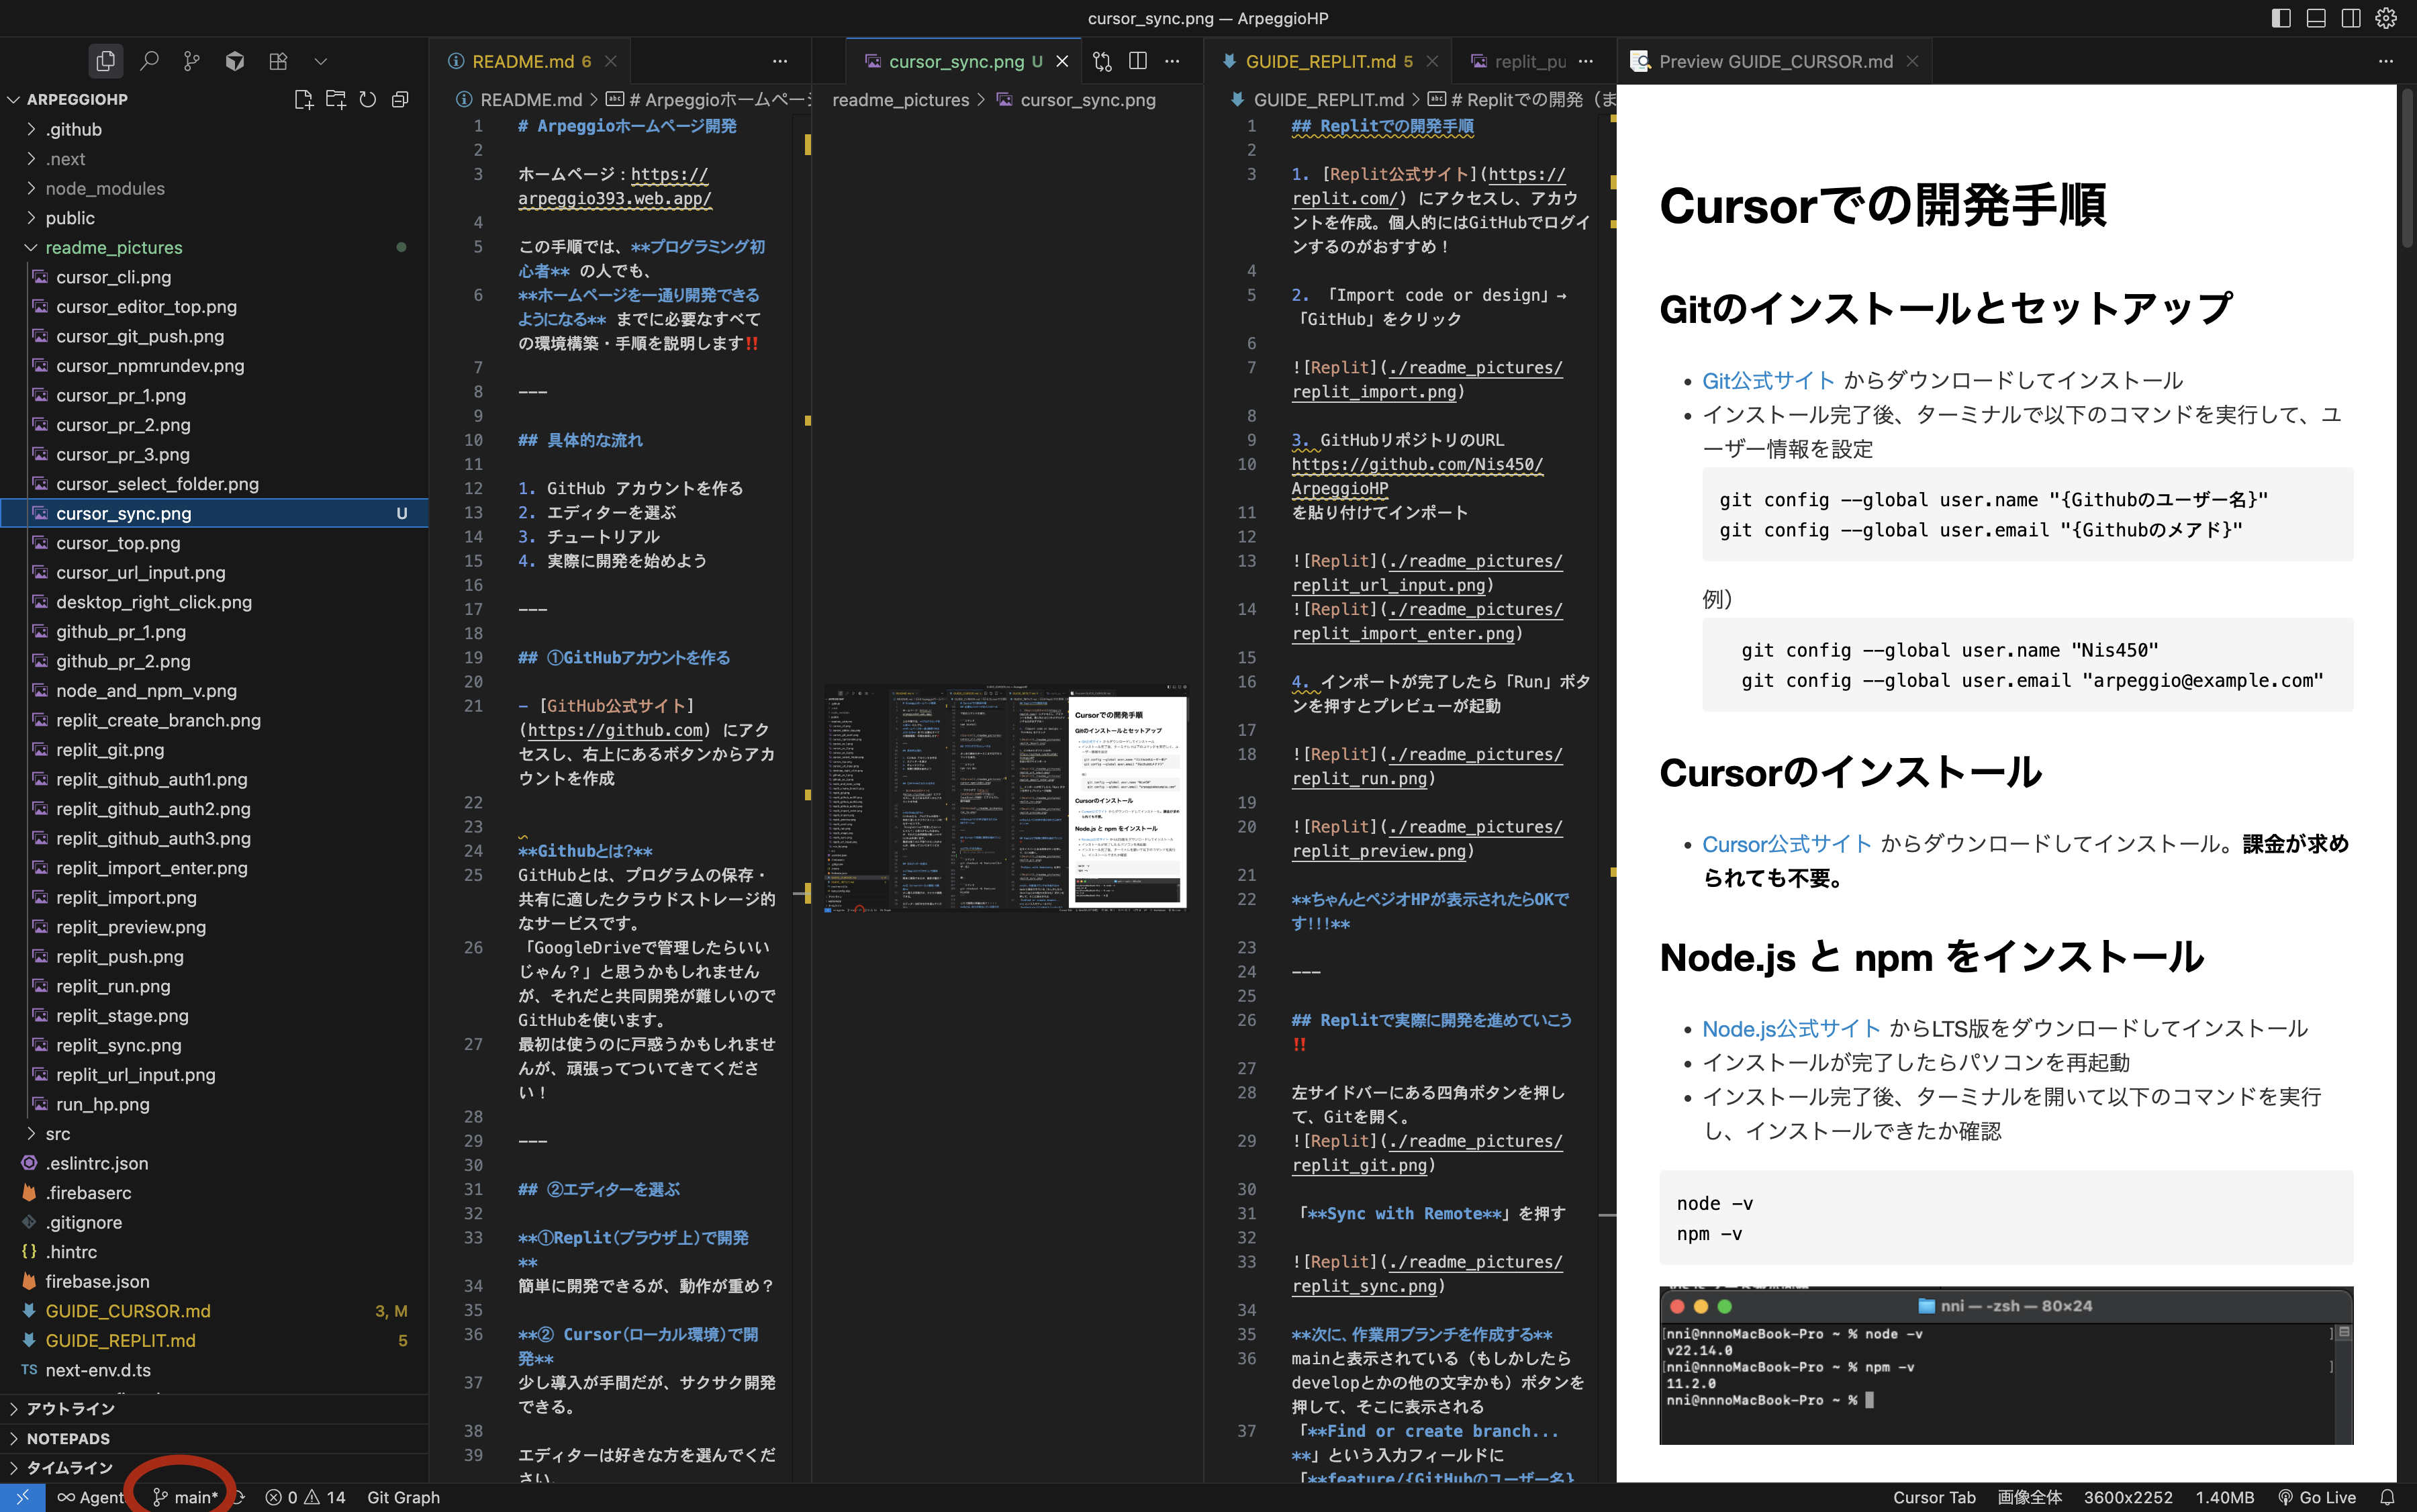 cursor_sync.png — ArpeggioHP
README.md 6
cursor_sync.png U
GUIDE_REPLIT.md 5
replit_pu
Preview GUIDE_CURSOR.md
ARPEGGIOHP
.github
.next
node_modules
public
readme_pictures
cursor_cli.png
cursor_editor_top.png
cursor_git_push.png
cursor_npmrundev.png
cursor_pr_1.png
cursor_pr_2.png
cursor_pr_3.png
cursor_select_folder.png
cursor_sync.png U
cursor_top.png
cursor_url_input.png
desktop_right_click.png
github_pr_1.png
github_pr_2.png
node_and_npm_v.png
replit_create_branch.png
replit_git.png
replit_github_auth1.png
replit_github_auth2.png
replit_github_auth3.png
replit_import_enter.png
replit_import.png
replit_preview.png
replit_push.png
replit_run.png
replit_stage.png
replit_sync.png
replit_url_input.png
run_hp.png
src
.eslintrc.json
.firebaserc
.gitignore
.hintrc
firebase.json
GUIDE_CURSOR.md 3, M
GUIDE_REPLIT.md 5
TS next-env.d.ts
アウトライン
NOTEPADS
タイムライン
README.md > # Arpeggioホームページ
1 # Arpeggioホームページ開発
2
3 ホームページ：https://
arpeggio393.web.app/
4
5 この手順では、**プログラミング初
心者** の人でも、
6 **ホームページを一通り開発できる
ようになる** までに必要なすべて
の環境構築・手順を説明します‼️
7
8 ---
9
10 ## 具体的な流れ
11
12 1. GitHub アカウントを作る
13 2. エディターを選ぶ
14 3. チュートリアル
15 4. 実際に開発を始めよう
16
17 ---
18
19 ## ①GitHubアカウントを作る
20
21 - [GitHub公式サイト]
(https://github.com) にアク
セスし、右上にあるボタンからアカ
ウントを作成
22
23
24 **Githubとは?**
25 GitHubとは、プログラムの保存・
共有に適したクラウドストレージ的
なサービスです。
26 「GoogleDriveで管理したらいい
じゃん？」と思うかもしれません
が、それだと共同開発が難しいので
GitHubを使います。
27 最初は使うのに戸惑うかもしれませ
んが、頑張ってついてきてくださ
い！
28
29 ---
30
31 ## ②エディターを選ぶ
32
33 **①Replit(ブラウザ上)で開発
**
34 簡単に開発できるが、動作が重め？
35
36 **② Cursor(ローカル環境)で開
発**
37 少し導入が手間だが、サクサク開発
できる。
38
39 エディターは好きな方を選んでくだ
さい。
readme_pictures > cursor_sync.png
GUIDE_REPLIT.md > # Replitでの開発（ま
1 ## Replitでの開発手順
2
3 1. [Replit公式サイト](https://
replit.com/) にアクセスし、アカウ
ントを作成。個人的にはGitHubでログイ
ンするのがおすすめ！
4
5 2. 「Import code or design」→
「GitHub」をクリック
6
7 ![Replit](./readme_pictures/
replit_import.png)
8
9 3. GitHubリポジトリのURL
10 https://github.com/Nis450/
ArpeggioHP
11 を貼り付けてインポート
12
13 ![Replit](./readme_pictures/
replit_url_input.png)
14 ![Replit](./readme_pictures/
replit_import_enter.png)
15
16 4. インポートが完了したら「Run」ボタ
ンを押すとプレビューが起動
17
18 ![Replit](./readme_pictures/
replit_run.png)
19
20 ![Replit](./readme_pictures/
replit_preview.png)
21
22 **ちゃんとペジオHPが表示されたらOKで
す!!!**
23
24 ---
25
26 ## Replitで実際に開発を進めていこう
‼️
27
28 左サイドバーにある四角ボタンを押し
て、Gitを開く。
29 ![Replit](./readme_pictures/
replit_git.png)
30
31 「**Sync with Remote**」を押す
32
33 ![Replit](./readme_pictures/
replit_sync.png)
34
35 **次に、作業用ブランチを作成する**
36 mainと表示されている（もしかしたら
developとかの他の文字かも）ボタンを
押して、そこに表示される
37 「**Find or create branch...
**」という入力フィールドに
「**feature/{GitHubのユーザー名}
Cursorでの開発手順
Gitのインストールとセットアップ
• Git公式サイト からダウンロードしてインストール
• インストール完了後、ターミナルで以下のコマンドを実行して、ユ
ーザー情報を設定
git config --global user.name "{Githubのユーザー名}"
git config --global user.email "{Githubのメアド}"
例）
git config --global user.name "Nis450"
git config --global user.email "arpeggio@example.com"
Cursorのインストール
• Cursor公式サイト からダウンロードしてインストール。課金が求め
られても不要。
Node.js と npm をインストール
• Node.js公式サイト からLTS版をダウンロードしてインストール
• インストールが完了したらパソコンを再起動
• インストール完了後、ターミナルを開いて以下のコマンドを実行
し、インストールできたか確認
node -v
npm -v
nni — -zsh — 80×24
[nni@nnnoMacBook-Pro ~ % node -v ]
v22.14.0
[nni@nnnoMacBook-Pro ~ % npm -v ]
11.2.0
nni@nnnoMacBook-Pro ~ %
Agent main* 0 14 Git Graph
Cursor Tab 画像全体 3600x2252 1.40MB Go Live